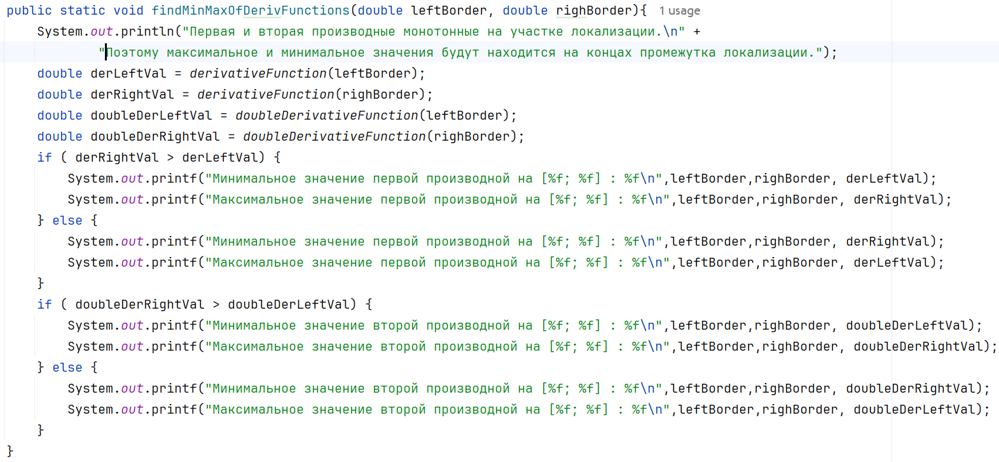 public static void findMinMaxOfDerivFunctions(double leftBorder, double righBorder){ 1 usage
System.out.println("Первая и вторая производные монотонные на участке локализации.\n" +
"Поэтому максимальное и минимальное значения будут находится на концах промежутка локализации.");
double derLeftVal = derivativeFunction(leftBorder);
double derRightVal = derivativeFunction(righBorder);
double doubleDerLeftVal = doubleDerivativeFunction(leftBorder);
double doubleDerRightVal = doubleDerivativeFunction(righBorder);
if ( derRightVal > derLeftVal) {
System.out.printf("Минимальное значение первой производной на [%f; %f] : %f\n",leftBorder,righBorder, derLeftVal);
System.out.printf("Максимальное значение первой производной на [%f; %f] : %f\n",leftBorder,righBorder, derRightVal);
} else {
System.out.printf("Минимальное значение первой производной на [%f; %f] : %f\n",leftBorder,righBorder, derRightVal);
System.out.printf("Максимальное значение первой производной на [%f; %f] : %f\n",leftBorder,righBorder, derLeftVal);
}
if ( doubleDerRightVal > doubleDerLeftVal) {
System.out.printf("Минимальное значение второй производной на [%f; %f] : %f\n",leftBorder,righBorder, doubleDerLeftVal);
System.out.printf("Максимальное значение второй производной на [%f; %f] : %f\n",leftBorder,righBorder, doubleDerRightVal);
} else {
System.out.printf("Минимальное значение второй производной на [%f; %f] : %f\n",leftBorder,righBorder, doubleDerRightVal);
System.out.printf("Максимальное значение второй производной на [%f; %f] : %f\n",leftBorder,righBorder, doubleDerLeftVal);
}
}